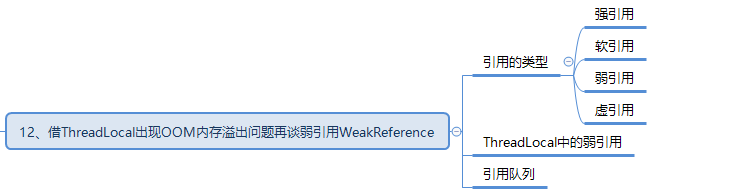 12、借ThreadLocal出现OOM内存溢出问题再谈弱引用WeakReference
引用的类型
强引用
软引用
弱引用
虚引用
ThreadLocal中的弱引用
引用队列